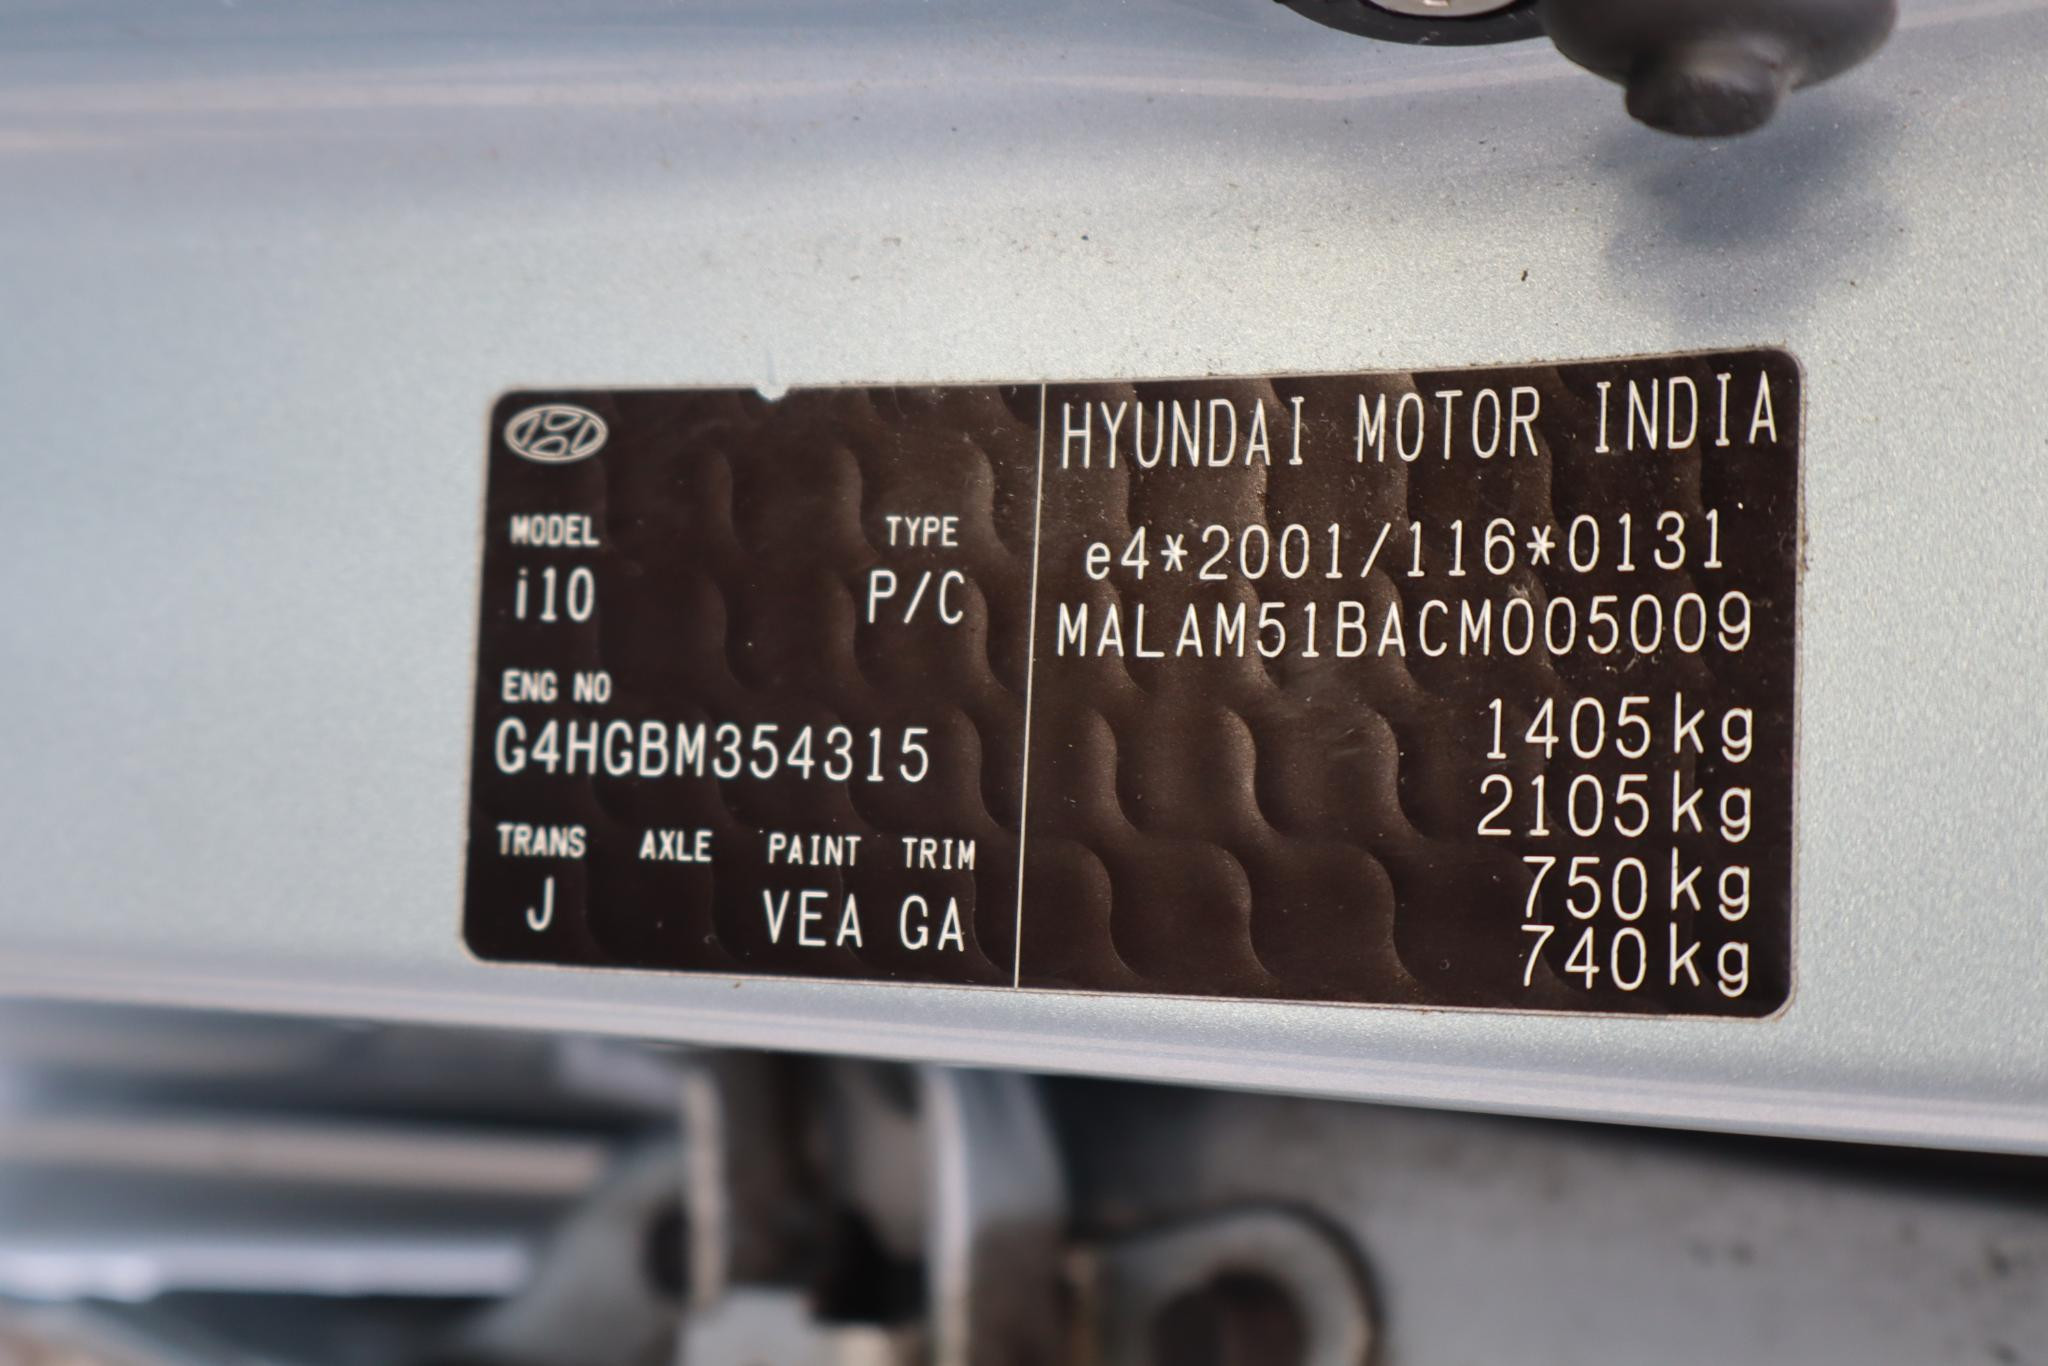 MODEL TYPE
i10 P/C
ENG NO
G4HGBM354315
TRANS AXLE PAINT TRIM
J VEA GA
HYUNDAI MOTOR INDIA
e4*2001/116*0131
MALAM51BACM005009
1405kg
2105kg
750kg
740kg